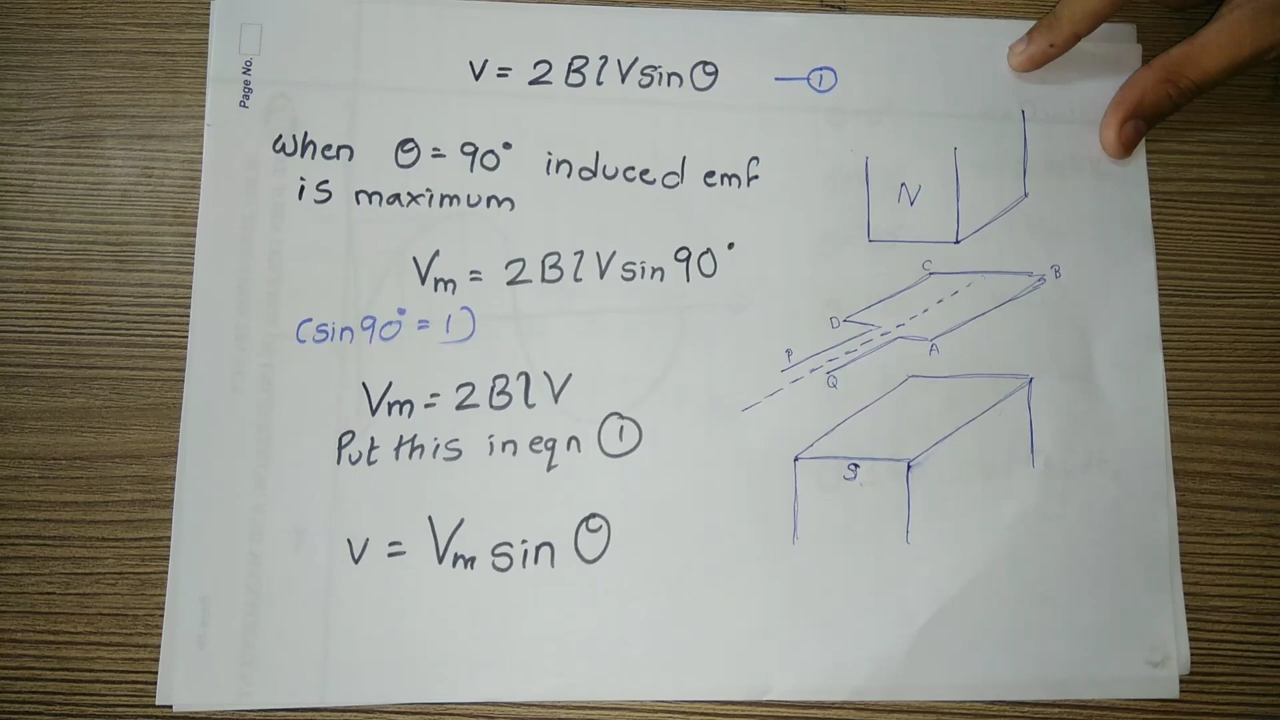 Page No.
v = 2BlVsinθ —①
when θ = 90° induced emf
is maximum
Vm = 2BlVsin90°
(sin90° = 1)
Vm = 2BlV
Put this in eqn ①
v = Vm sinθ
N
C
B
D
A
P
Q
S